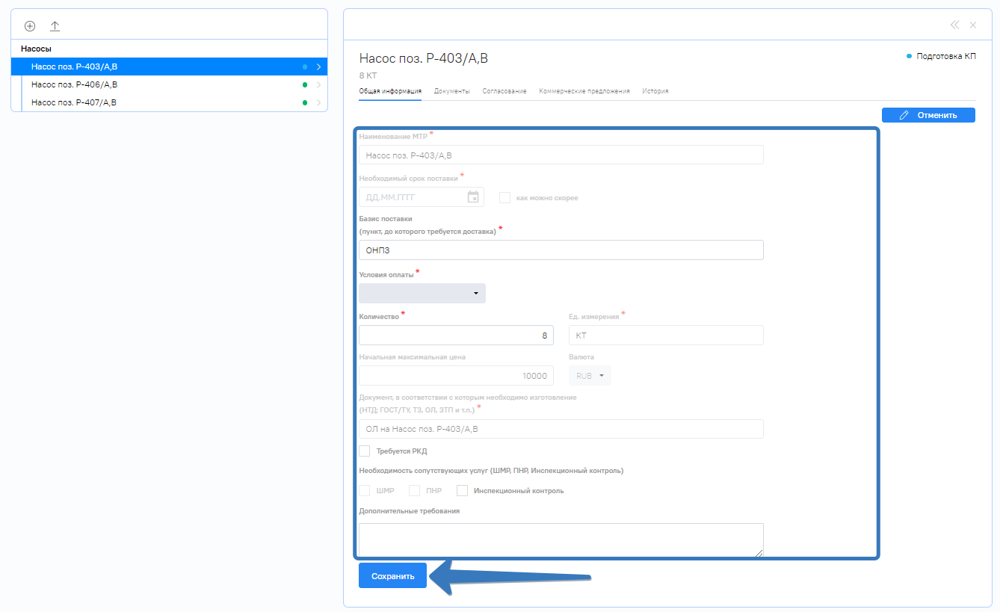 Насосы
Насос поз. Р-403/А,В
Насос поз. Р-406/А,В
Насос поз. Р-407/А,В
Насос поз. Р-403/А,В
Подготовка КП
8 КТ
Общая информация Документы Согласование Коммерческие предложения История
Отменить
Наименование МТР *
Насос поз. Р-403/А,В
Необходимый срок поставки *
ДД.ММ.ГГГГ как можно скорее
Базис поставки
(пункт, до которого требуется доставка) *
ОНПЗ
Условия оплаты *
Количество * Ед. измерения *
8 КТ
Начальная максимальная цена Валюта
10000 RUB
Документ, в соответствии с которым необходимо изготовление
(НТД: ГОСТ/ТУ, ТЗ, ОЛ, ЗТП и т.п.) *
ОЛ на Насос поз. Р-403/А,В
Требуется РКД
Необходимость сопутствующих услуг (ШМР, ПНР, Инспекционный контроль)
ШМР ПНР Инспекционный контроль
Дополнительные требования
Сохранить